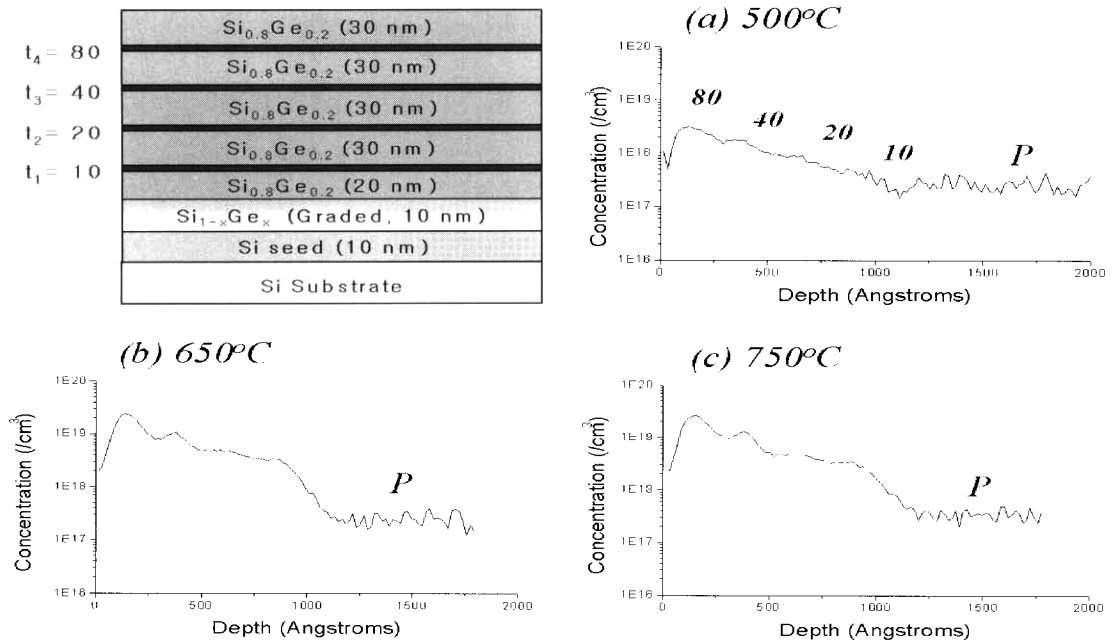 Si₀.₈Ge₀.₂ (30 nm)
t₄= 80
Si₀.₈Ge₀.₂ (30 nm)
t₃= 40
Si₀.₈Ge₀.₂ (30 nm)
t₂= 20
Si₀.₈Ge₀.₂ (30 nm)
t₁= 10
Si₀.₈Ge₀.₂ (20 nm)
Si₁₋ₓGeₓ (Graded, 10 nm)
Si seed (10 nm)
Si Substrate
(a) 500°C
Concentration (/cm³)
1E20
1E19
1E18
1E17
1E16
80
40
20
10
P
0 500 1000 1500 2000
Depth (Angstroms)
(b) 650°C
Concentration (/cm³)
1E20
1E19
1E18
1E17
1E16
P
500 1000 1500 2000
Depth (Angstroms)
(c) 750°C
Concentration (/cm³)
1E20
1E19
1E18
1E17
1E16
P
0 500 1000 1500 2000
Depth (Angstroms)